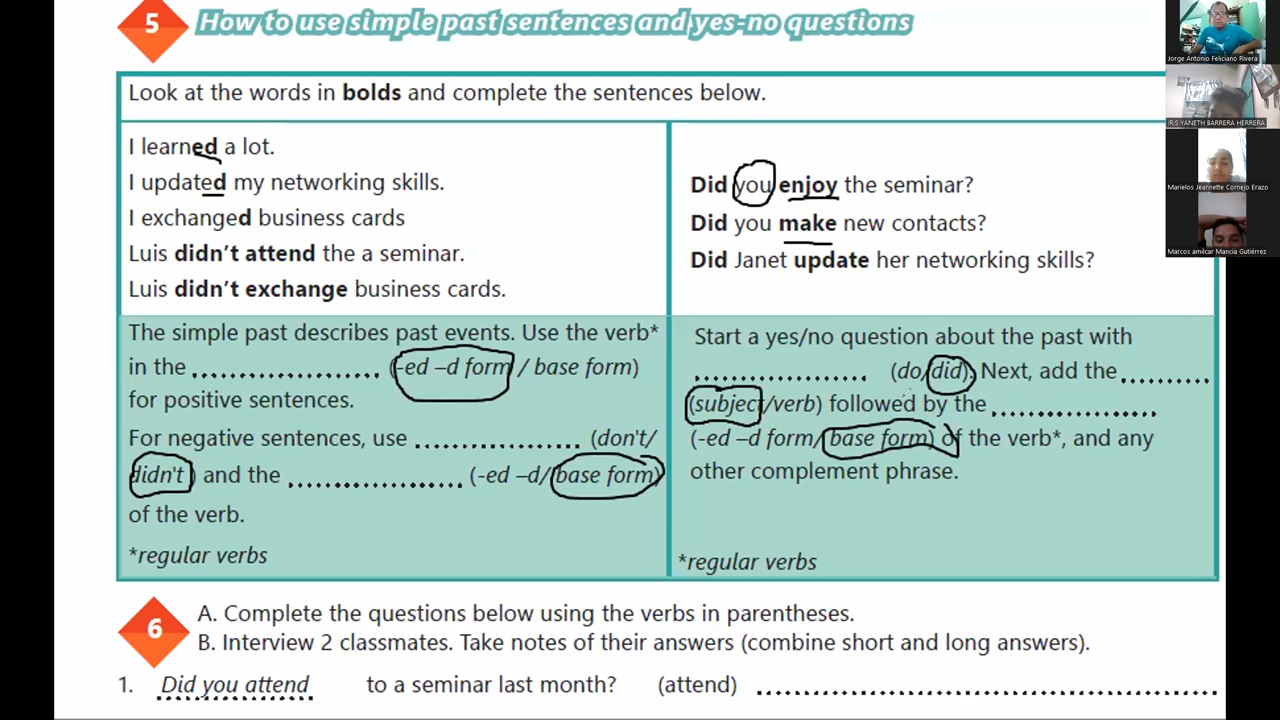 5 How to use simple past sentences and yes-no questions
Look at the words in bolds and complete the sentences below.
I learned a lot.
I updated my networking skills.
I exchanged business cards
Luis didn't attend the a seminar.
Luis didn't exchange business cards.
Did you enjoy the seminar?
Did you make new contacts?
Did Janet update her networking skills?
The simple past describes past events. Use the verb*
in the ................................ (-ed –d form / base form)
for positive sentences.
For negative sentences, use ............................ (don't/
didn't ) and the ............................. (-ed –d/base form)
of the verb.
*regular verbs
Start a yes/no question about the past with
............................. (do/did). Next, add the ...............
(subject/verb) followed by the ............................
(-ed –d form/ base form) of the verb*, and any
other complement phrase.
*regular verbs
6 A. Complete the questions below using the verbs in parentheses.
B. Interview 2 classmates. Take notes of their answers (combine short and long answers).
1. Did you attend to a seminar last month? (attend) ................................................
Jorge Antonio Feliciano Rivera
IRIS YANETH BARRERA HERRERA
Marielos Jeannette Cornejo Erazo
Marcos amilcar Mancia Gutiérrez